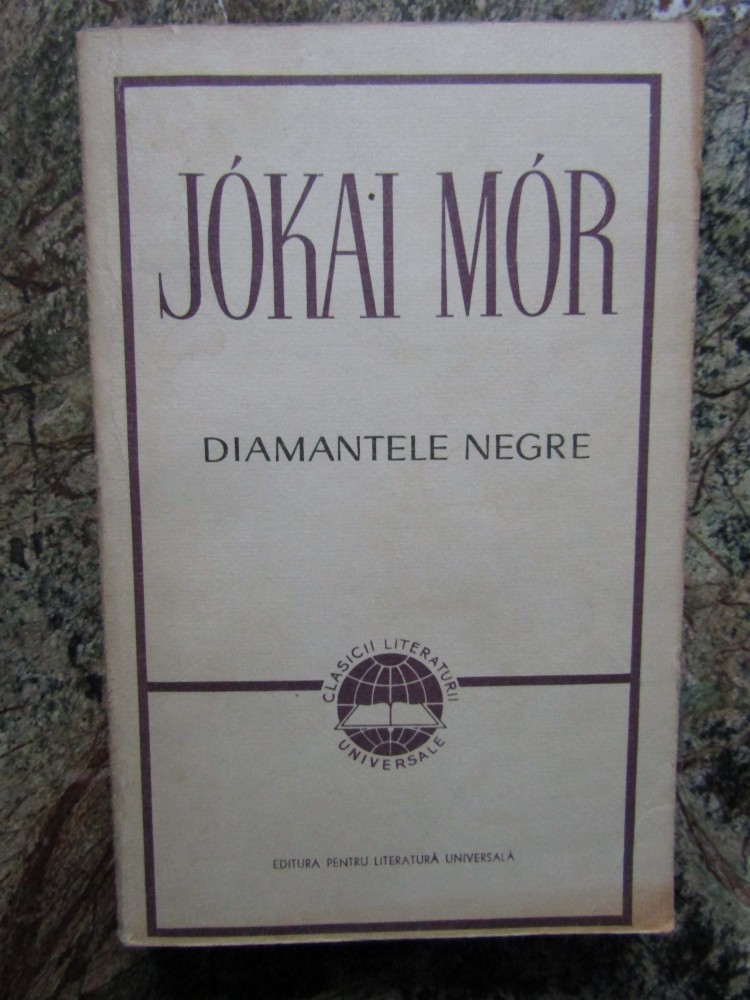 JÓKAI MÓR
DIAMANTELE NEGRE
CLASICII LITERATURII
UNIVERSALE
EDITURA PENTRU LITERATURĂ UNIVERSALĂ